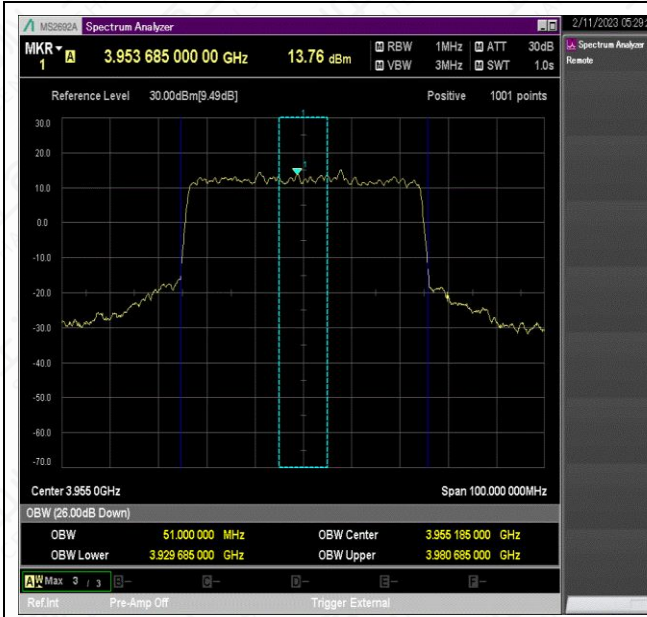 MS2692A Spectrum Analyzer 2/11/2023 05:29:
MKR 1 A 3.953 685 000 00 GHz 13.76 dBm M RBW 1MHz M ATT 30dB
M VBW 3MHz M SWT 1.0s
Spectrum Analyzer
Remote
Reference Level 30.00dBm[9.49dB] Positive 1001 points
30.0
20.0
10.0
0.0
-10.0
-20.0
-30.0
-40.0
-50.0
-60.0
-70.0
1
Center 3.955 0GHz Span 100.000 000MHz
OBW (26.00dB Down)
OBW 51.000 000 MHz OBW Center 3.955 185 000 GHz
OBW Lower 3.929 685 000 GHz OBW Upper 3.980 685 000 GHz
A W Max 3 / 3 B- C- D- E- F-
Ref.Int Pre-Amp Off Trigger External